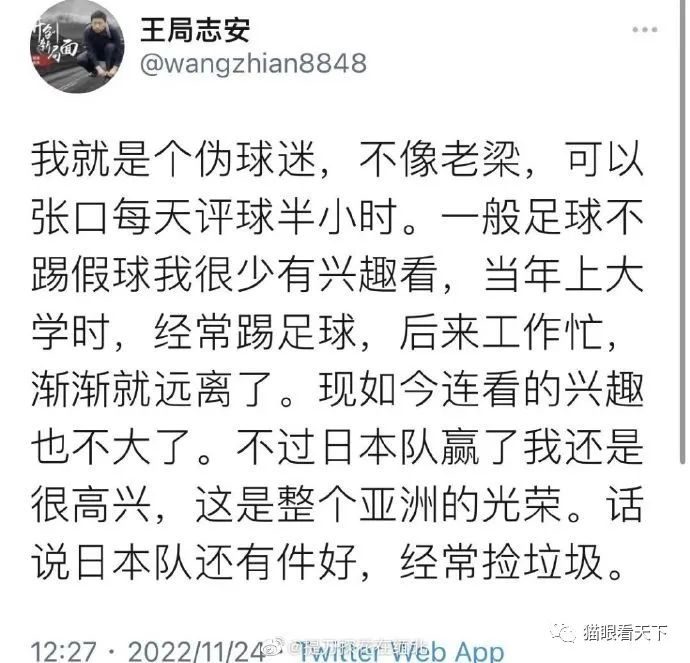 开创
新局面
王局志安
@wangzhian8848
我就是个伪球迷，不像老梁，可以
张口每天评球半小时。一般足球不
踢假球我很少有兴趣看，当年上大
学时，经常踢足球，后来工作忙，
渐渐就远离了。现如今连看的兴趣
也不大了。不过日本队赢了我还是
很高兴，这是整个亚洲的光荣。话
说日本队还有件好，经常捡垃圾。
12:27 · 2022/11/24 · Twitter Web App
猫眼看天下